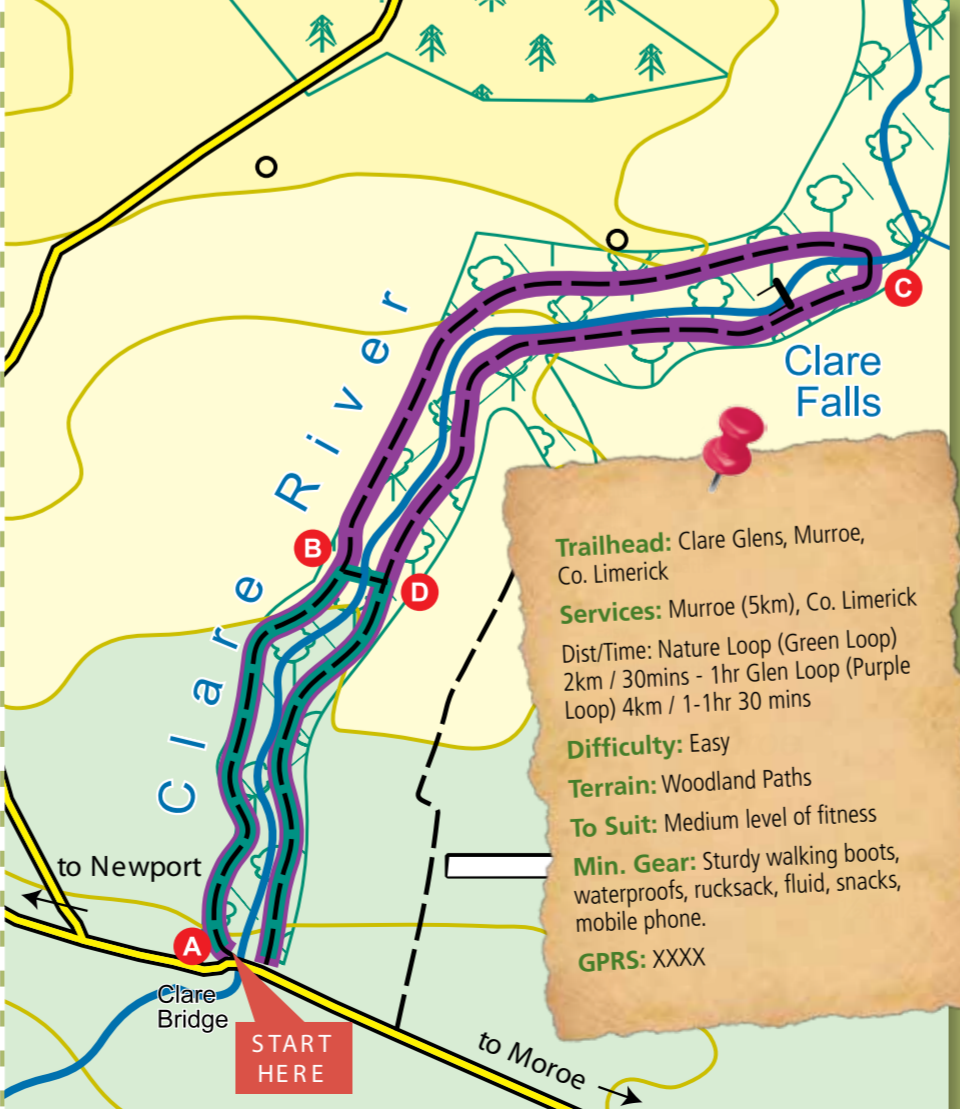 Clare River
B
D
C
Clare
Falls
Trailhead: Clare Glens, Murroe,
Co. Limerick
Services: Murroe (5km), Co. Limerick
Dist/Time: Nature Loop (Green Loop)
2km / 30mins - 1hr Glen Loop (Purple
Loop) 4km / 1-1hr 30 mins
Difficulty: Easy
Terrain: Woodland Paths
To Suit: Medium level of fitness
Min. Gear: Sturdy walking boots,
waterproofs, rucksack, fluid, snacks,
mobile phone.
GPRS: XXXX
to Newport
A
Clare
Bridge
START
HERE
to Moroe